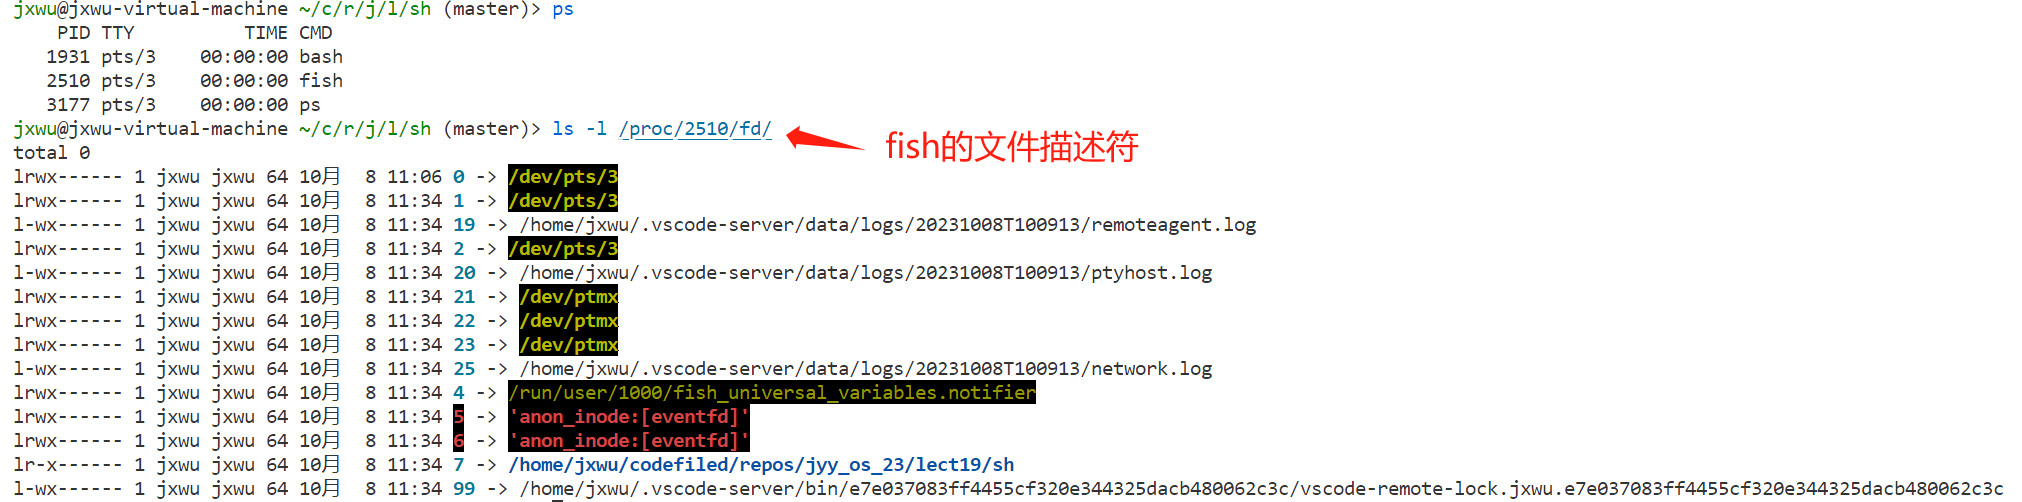 jxwu@jxwu-virtual-machine ~/c/r/j/l/sh (master)> ps
    PID TTY          TIME CMD
   1931 pts/3    00:00:00 bash
   2510 pts/3    00:00:00 fish
   3177 pts/3    00:00:00 ps
jxwu@jxwu-virtual-machine ~/c/r/j/l/sh (master)> ls -l /proc/2510/fd/
fish的文件描述符
total 0
lrwx------ 1 jxwu jxwu 64 10月  8 11:06 0 -> /dev/pts/3
lrwx------ 1 jxwu jxwu 64 10月  8 11:34 1 -> /dev/pts/3
l-wx------ 1 jxwu jxwu 64 10月  8 11:34 19 -> /home/jxwu/.vscode-server/data/logs/20231008T100913/remoteagent.log
lrwx------ 1 jxwu jxwu 64 10月  8 11:34 2 -> /dev/pts/3
l-wx------ 1 jxwu jxwu 64 10月  8 11:34 20 -> /home/jxwu/.vscode-server/data/logs/20231008T100913/ptyhost.log
lrwx------ 1 jxwu jxwu 64 10月  8 11:34 21 -> /dev/ptmx
lrwx------ 1 jxwu jxwu 64 10月  8 11:34 22 -> /dev/ptmx
lrwx------ 1 jxwu jxwu 64 10月  8 11:34 23 -> /dev/ptmx
l-wx------ 1 jxwu jxwu 64 10月  8 11:34 25 -> /home/jxwu/.vscode-server/data/logs/20231008T100913/network.log
lrwx------ 1 jxwu jxwu 64 10月  8 11:34 4 -> /run/user/1000/fish_universal_variables.notifier
lrwx------ 1 jxwu jxwu 64 10月  8 11:34 5 -> 'anon_inode:[eventfd]'
lrwx------ 1 jxwu jxwu 64 10月  8 11:34 6 -> 'anon_inode:[eventfd]'
lr-x------ 1 jxwu jxwu 64 10月  8 11:34 7 -> /home/jxwu/codefiled/repos/jyy_os_23/lect19/sh
l-wx------ 1 jxwu jxwu 64 10月  8 11:34 99 -> /home/jxwu/.vscode-server/bin/e7e037083ff4455cf320e344325dacb480062c3c/vscode-remote-lock.jxwu.e7e037083ff4455cf320e344325dacb480062c3c